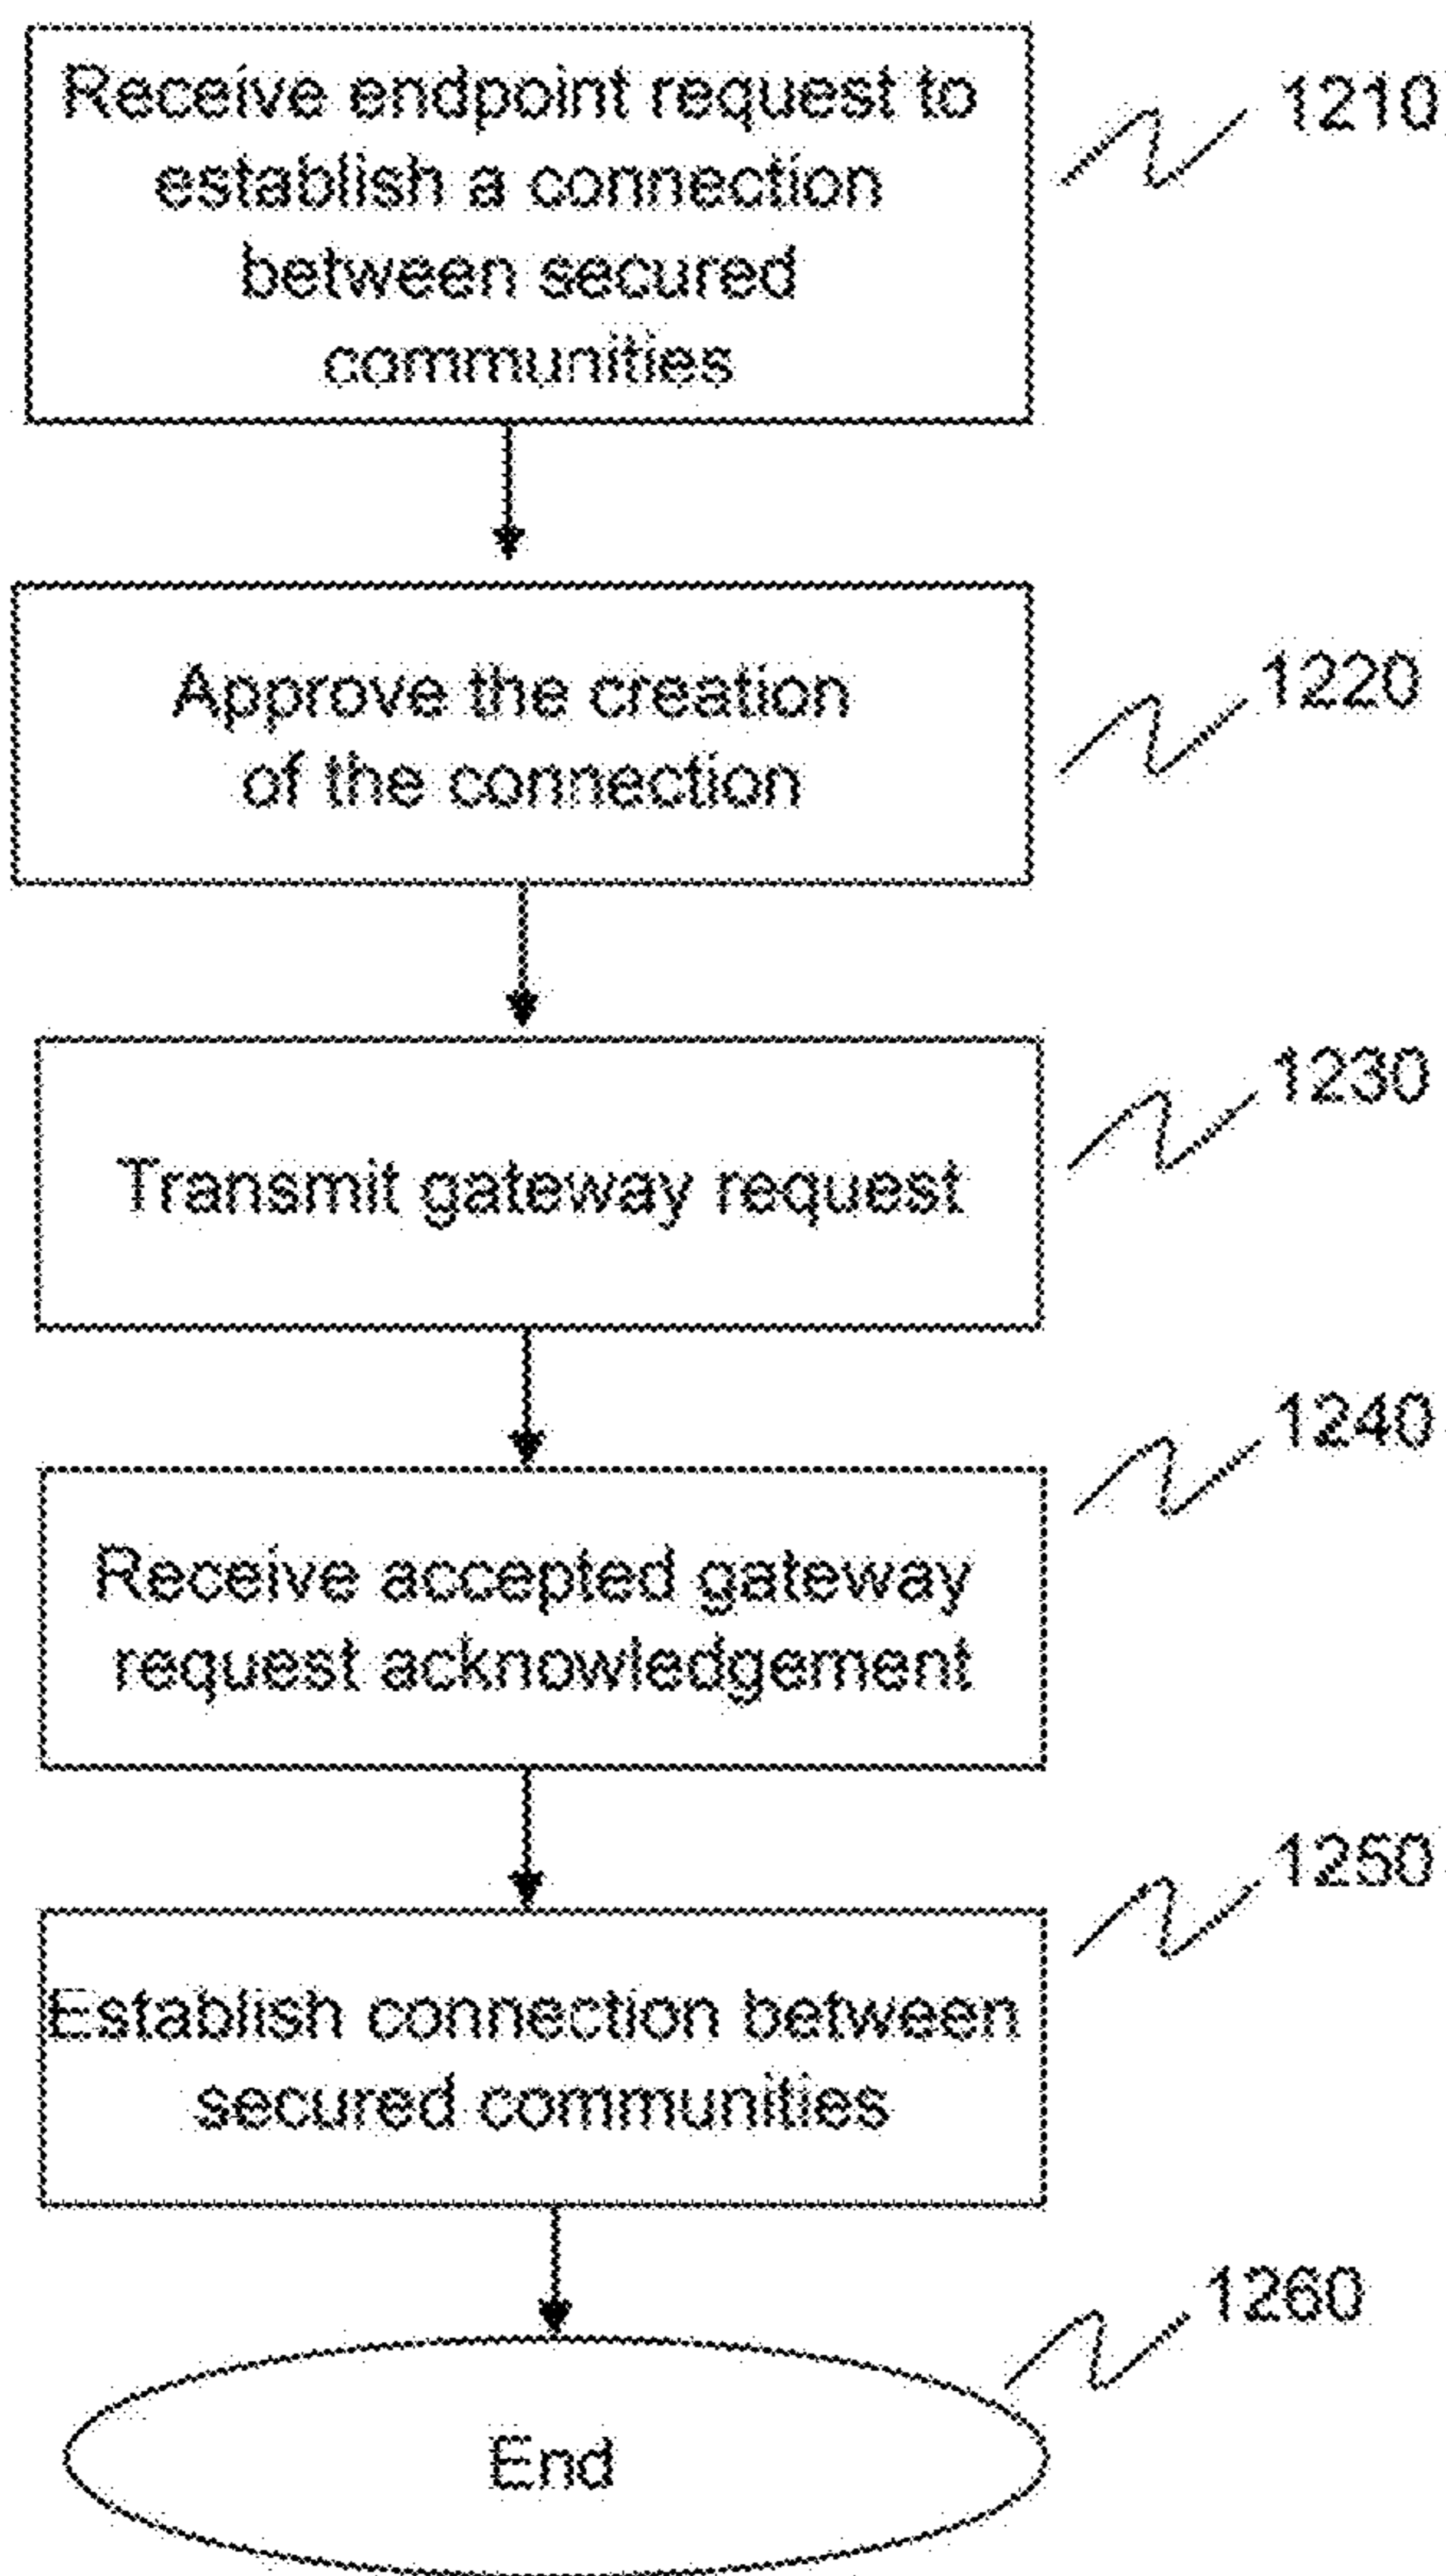 Receive endpoint request to
establish a connection
between secured
communities
1210
Approve the creation
of the connection
1220
Transmit gateway request
1230
Receive accepted gateway
request acknowledgement
1240
Establish connection between
secured communities
1250
End
1260